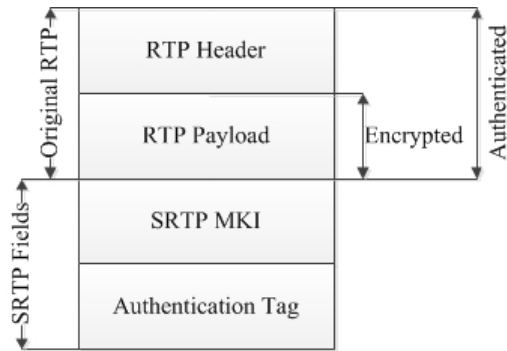 Original RTP
RTP Header
RTP Payload
Encrypted
Authenticated
SRTP Fields
SRTP MKI
Authentication Tag